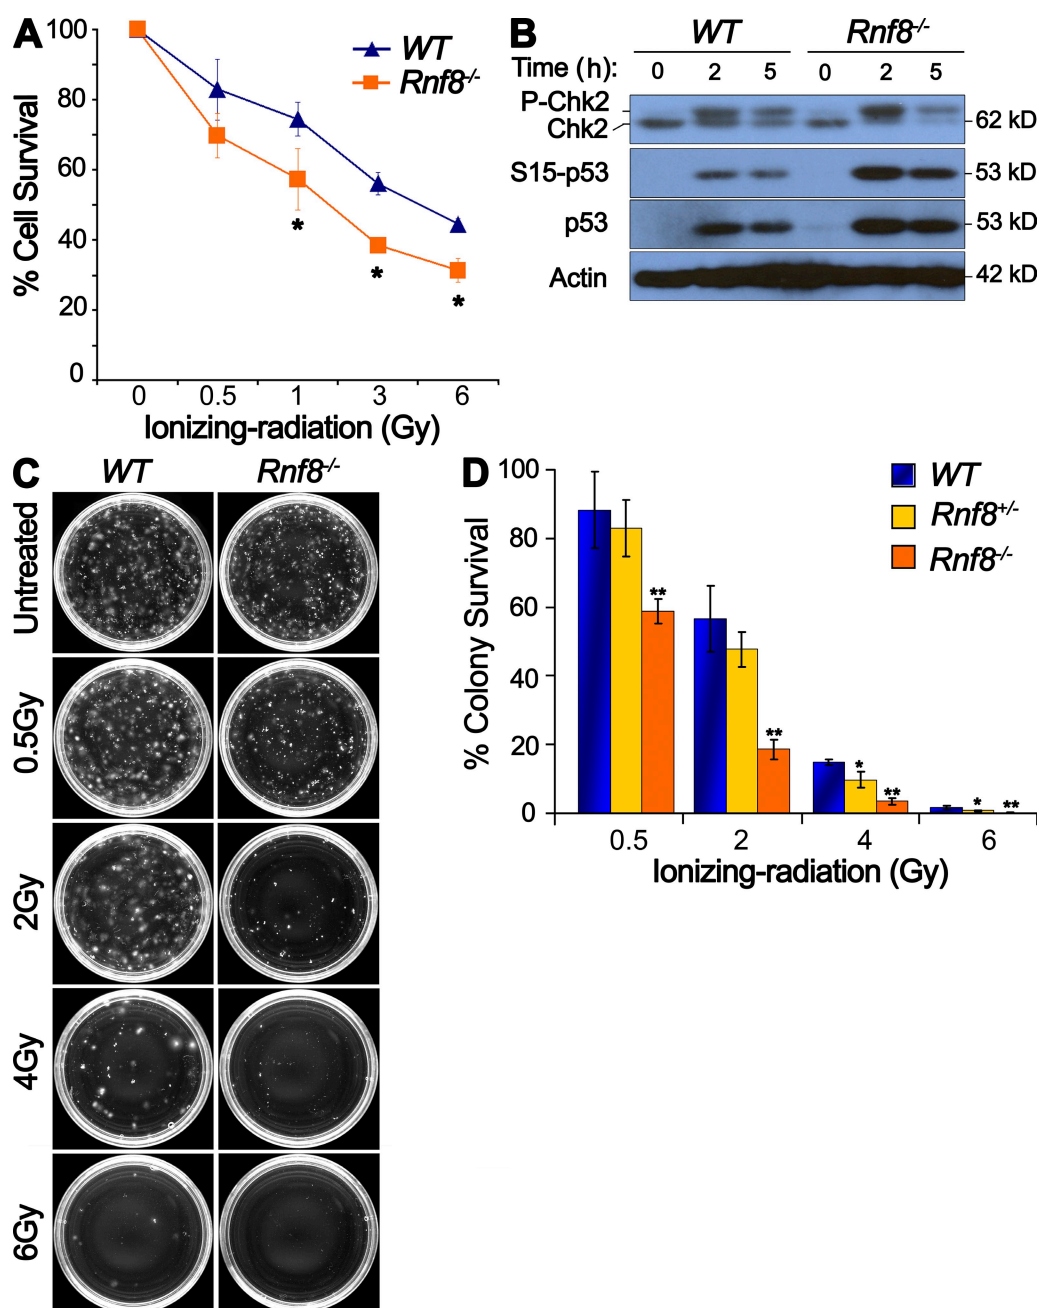 A
100
80
60
40
20
0
% Cell Survival
WT
Rnf8-/-
*
*
*
0 0.5 1 3 6
Ionizing-radiation (Gy)
B
WT Rnf8-/-
Time (h): 0 2 5 0 2 5
P-Chk2
Chk2
62 kD
S15-p53 53 kD
p53 53 kD
Actin 42 kD
C
WT Rnf8-/-
Untreated
0.5Gy
2Gy
4Gy
6Gy
D
100
80
60
40
20
0
% Colony Survival
WT
Rnf8+/-
Rnf8-/-
**
**
*
**
*
**
0.5 2 4 6
Ionizing-radiation (Gy)